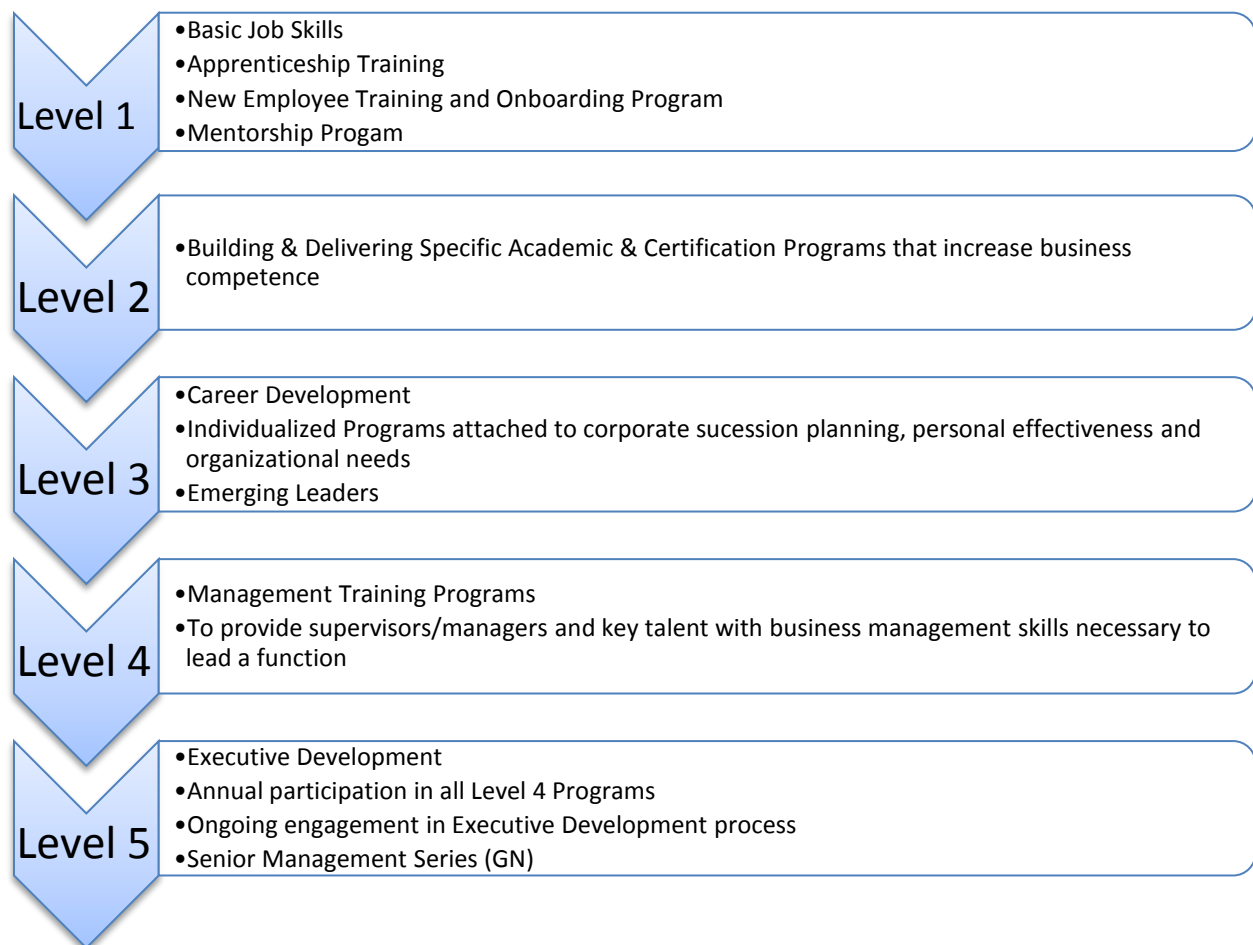 Level 1
•Basic Job Skills
•Apprenticeship Training
•New Employee Training and Onboarding Program
•Mentorship Progam
Level 2
•Building & Delivering Specific Academic & Certification Programs that increase business
competence
Level 3
•Career Development
•Individualized Programs attached to corporate sucession planning, personal effectiveness and
organizational needs
•Emerging Leaders
Level 4
•Management Training Programs
•To provide supervisors/managers and key talent with business management skills necessary to
lead a function
Level 5
•Executive Development
•Annual participation in all Level 4 Programs
•Ongoing engagement in Executive Development process
•Senior Management Series (GN)